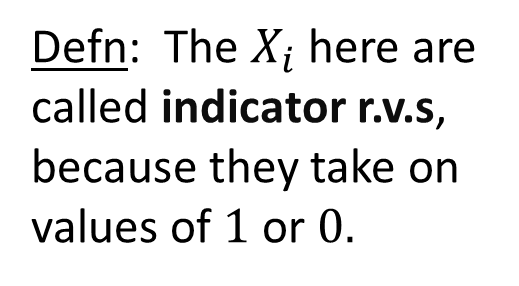 Defn: The Xᵢ here are
called indicator r.v.s,
because they take on
values of 1 or 0.